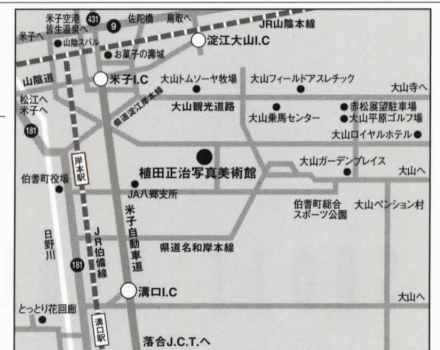 米子空港
皆生温泉へ
431
9
佐陀橋
鳥取へ
JR山陰本線
米子へ
山陰スバル
淀江大山I.C
お菓子の壽城
山陰道
米子I.C
大山トムソーヤ牧場
大山フィールドアスレチック
大山寺へ
松江へ
米子へ
県道淀江岸本線
大山観光道路
赤松展望駐車場
大山乗馬センター
大山平原ゴルフ場
181
大山ロイヤルホテル
岸本駅
植田正治写真美術館
大山ガーデンプレイス
大山へ
伯耆町役場
JA八郷支所
伯耆町総合
スポーツ公園
大山ペンション村
米子自動車道
日野川
JR伯備線
県道名和岸本線
181
溝口I.C
大山へ
とっとり花回廊
溝口駅
落合J.C.T.へ